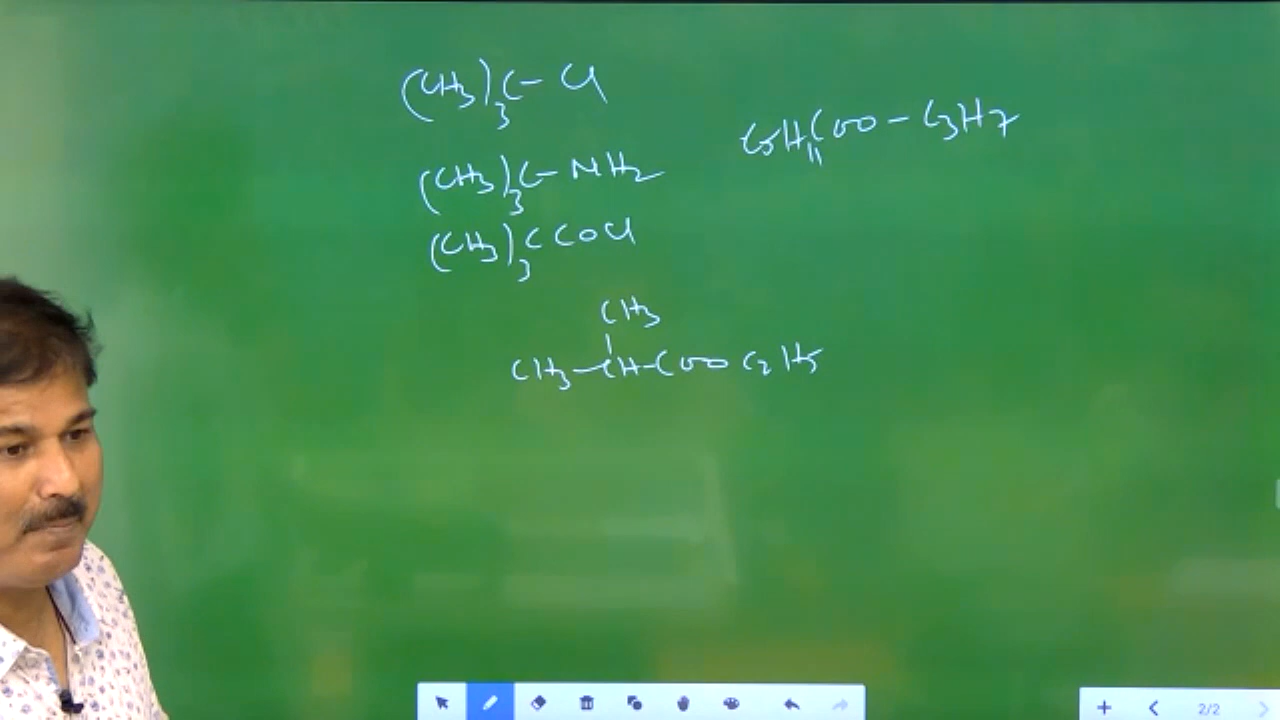 (CH3)3C-Cl
(CH3)3C-NH2
(CH3)3CCOCl
CH3
CH3-CH-COOC2H5
C5H11COO-C3H7
2/2